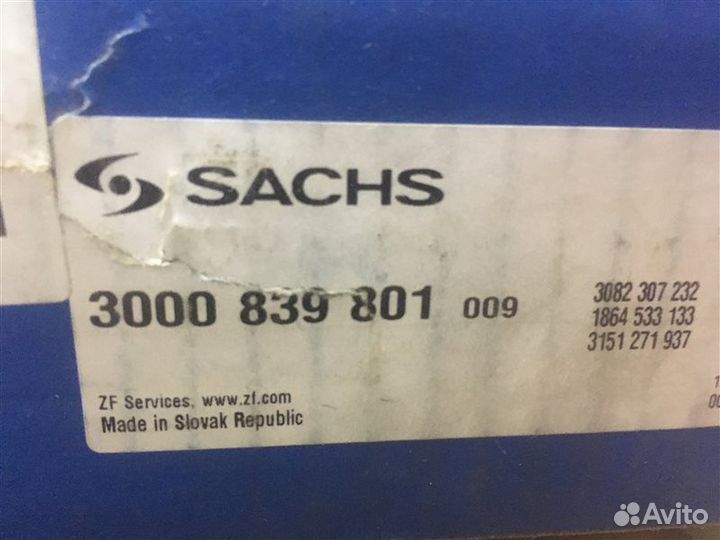 SACHS
3000 839 801 009
3082 307 232
1864 533 133
3151 271 937
ZF Services, www.zf.com
Made in Slovak Republic
Avito